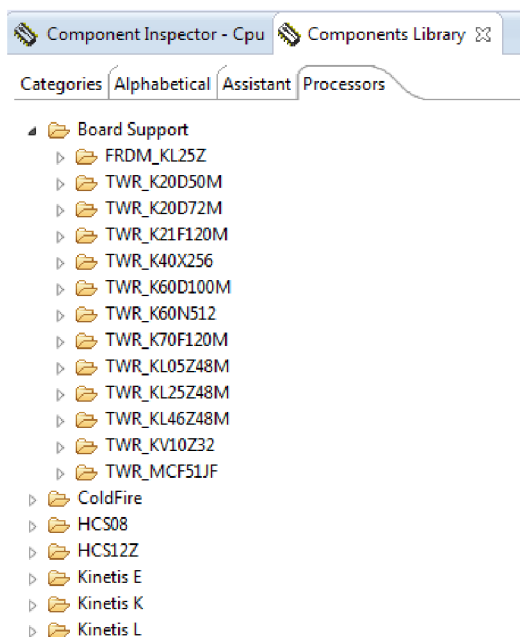 Component Inspector - Cpu Components Library
Categories Alphabetical Assistant Processors
Board Support
FRDM_KL25Z
TWR_K20D50M
TWR_K20D72M
TWR_K21F120M
TWR_K40X256
TWR_K60D100M
TWR_K60N512
TWR_K70F120M
TWR_KL05Z48M
TWR_KL25Z48M
TWR_KL46Z48M
TWR_KV10Z32
TWR_MCF51JF
ColdFire
HCS08
HCS12Z
Kinetis E
Kinetis K
Kinetis L